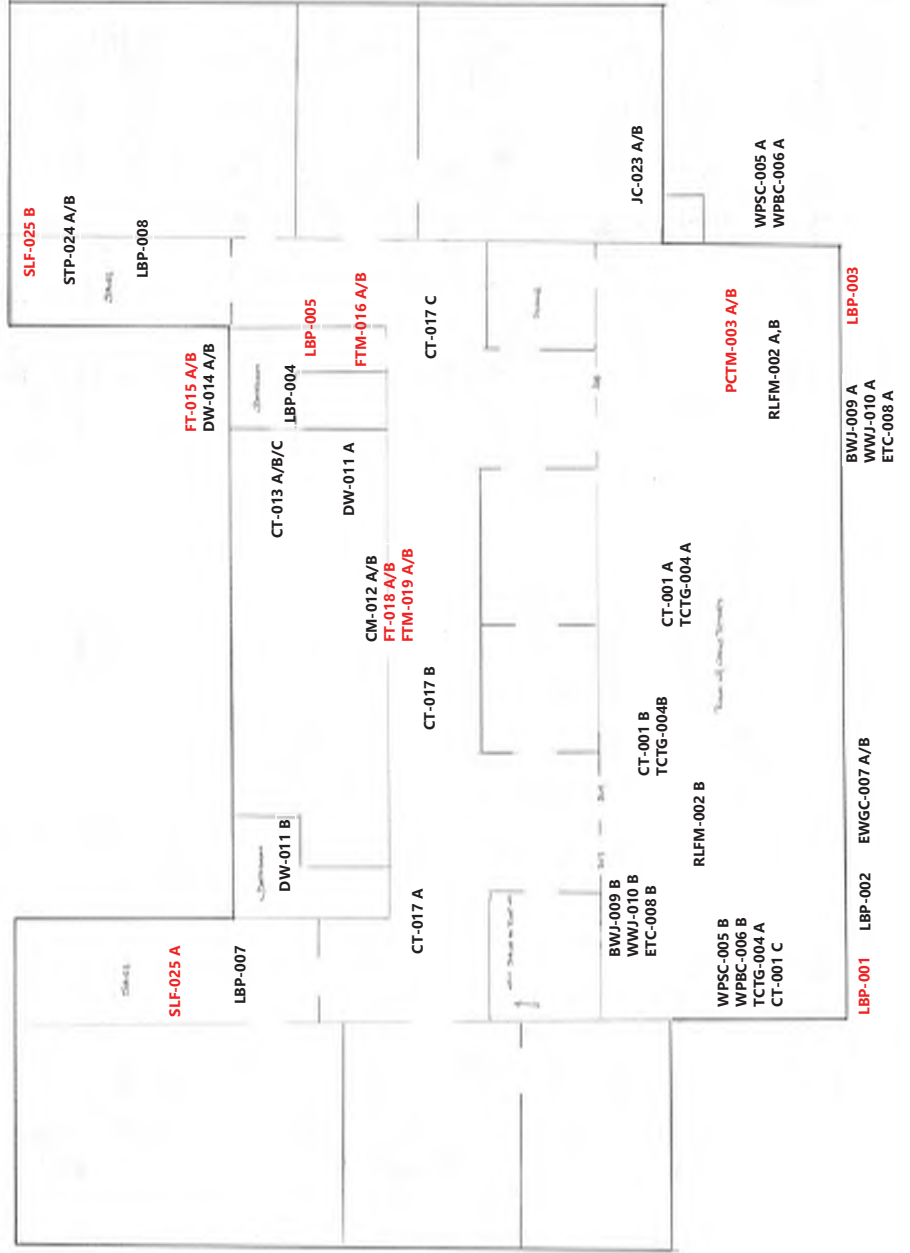 SLF-025 B
STP-024 A/B
LBP-008
SLF-025 A
LBP-007
FT-015 A/B
DW-014 A/B
LBP-004
LBP-005
FTM-016 A/B
CT-013 A/B/C
DW-011 A
DW-011 B
CM-012 A/B
FT-018 A/B
FTM-019 A/B
CT-017 A
CT-017 B
CT-017 C
JC-023 A/B
BWJ-009 B
WWJ-010 B
ETC-008 B
CT-001 B
TCTG-004B
CT-001 A
TCTG-004 A
RLFM-002 B
WPSC-005 B
WPBC-006 B
TCTG-004 A
CT-001 C
PCTM-003 A/B
RLFM-002 A,B
WPSC-005 A
WPBC-006 A
LBP-001
LBP-002
EWGC-007 A/B
BWJ-009 A
WWJ-010 A
ETC-008 A
LBP-003